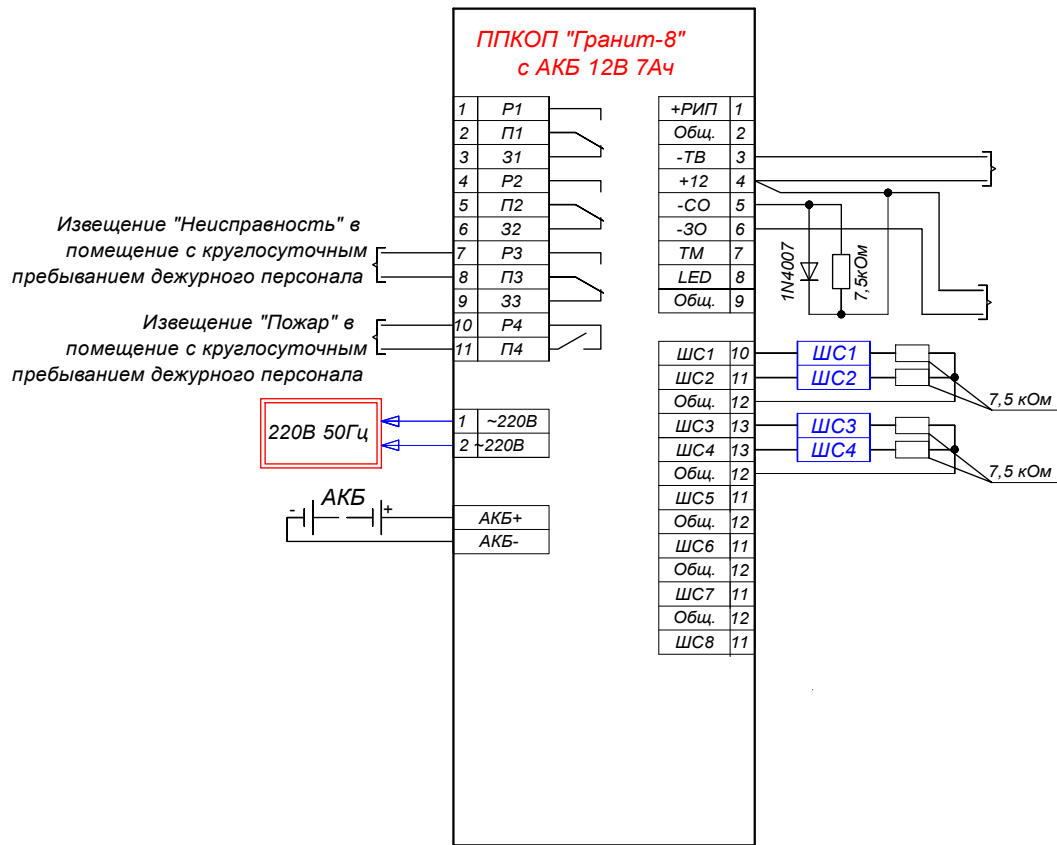 ППКОП "Гранит-8"
с АКБ 12В 7Ач
1 Р1
2 П1
3 З1
4 Р2
5 П2
6 З2
7 Р3
8 П3
9 З3
10 Р4
11 П4
Извещение "Неисправность" в
помещение с круглосуточным
пребыванием дежурного персонала
Извещение "Пожар" в
помещение с круглосуточным
пребыванием дежурного персонала
220В 50Гц
1 ~220В
2 ~220В
АКБ
- +
АКБ+
АКБ-
+РИП 1
Общ. 2
-ТВ 3
+12 4
-СО 5
-ЗО 6
ТМ 7
LED 8
Общ. 9
1N4007
7,5кОм
ШС1 10
ШС2 11
Общ. 12
ШС3 13
ШС4 13
Общ. 12
ШС5 11
Общ. 12
ШС6 11
Общ. 12
ШС7 11
Общ. 12
ШС8 11
ШС1
ШС2
7,5 кОм
ШС3
ШС4
7,5 кОм